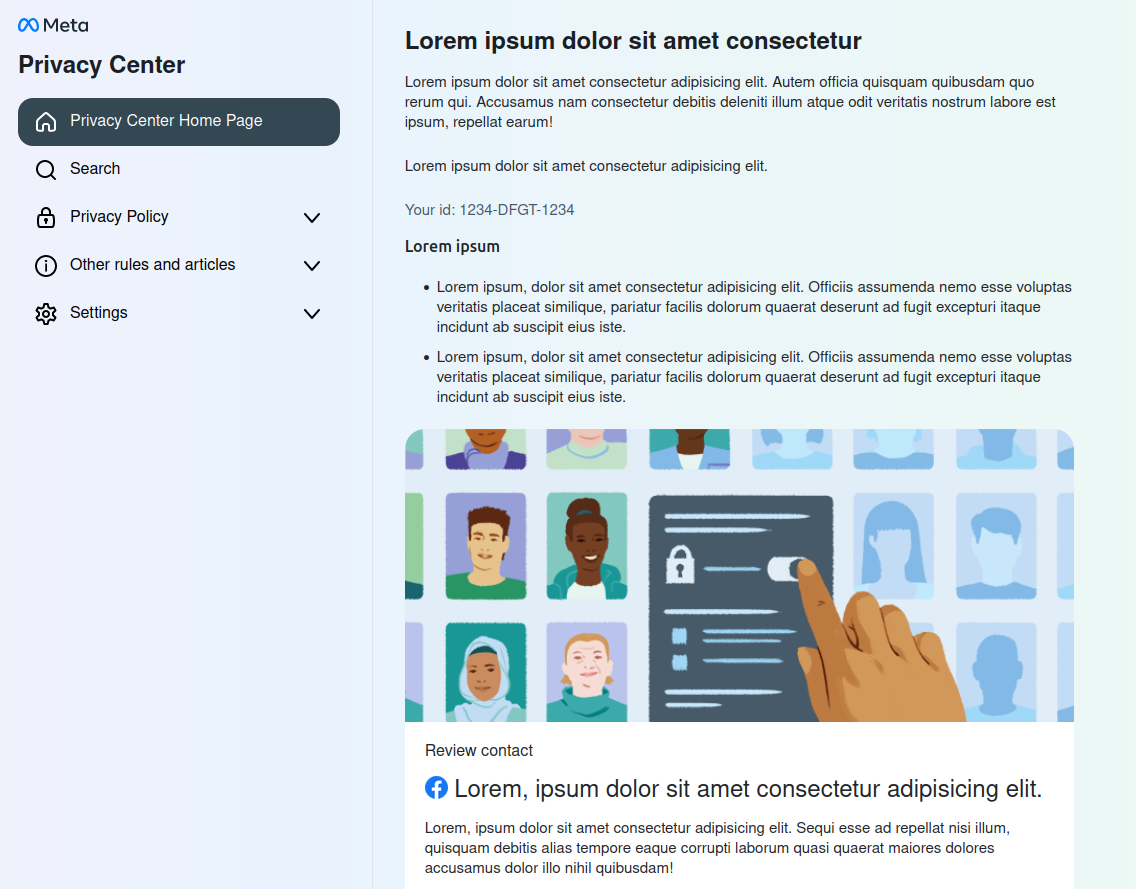 Meta
Privacy Center
Privacy Center Home Page
Search
Privacy Policy
Other rules and articles
Settings
Lorem ipsum dolor sit amet consectetur
Lorem ipsum dolor sit amet consectetur adipisicing elit. Autem officia quisquam quibusdam quo
rerum qui. Accusamus nam consectetur debitis deleniti illum atque odit veritatis nostrum labore est
ipsum, repellat earum!
Lorem ipsum dolor sit amet consectetur adipisicing elit.
Your id: 1234-DFGT-1234
Lorem ipsum
Lorem ipsum, dolor sit amet consectetur adipisicing elit. Officiis assumenda nemo esse voluptas
veritatis placeat similique, pariatur facilis dolorum quaerat deserunt ad fugit excepturi itaque
incidunt ab suscipit eius iste.
Lorem ipsum, dolor sit amet consectetur adipisicing elit. Officiis assumenda nemo esse voluptas
veritatis placeat similique, pariatur facilis dolorum quaerat deserunt ad fugit excepturi itaque
incidunt ab suscipit eius iste.
Review contact
Lorem, ipsum dolor sit amet consectetur adipisicing elit.
Lorem, ipsum dolor sit amet consectetur adipisicing elit. Sequi esse ad repellat nisi illum,
quisquam debitis alias tempore eaque corrupti laborum quasi quaerat maiores dolores
accusamus dolor illo nihil quibusdam!